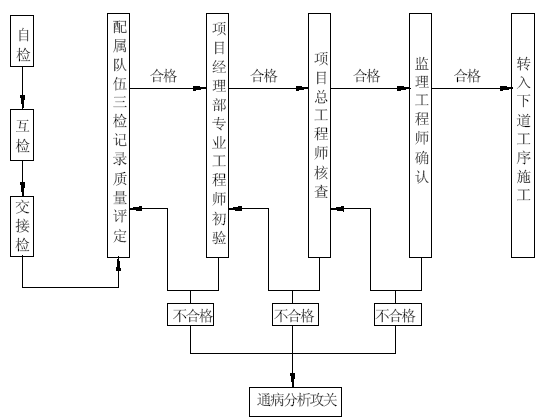 自检
互检
交接检
配属队伍三检记录质量评定
合格
项目经理部专业工程师初验
合格
项目总工程师核查
合格
监理工程师确认
合格
转入下道工序施工
不合格
不合格
不合格
通病分析攻关